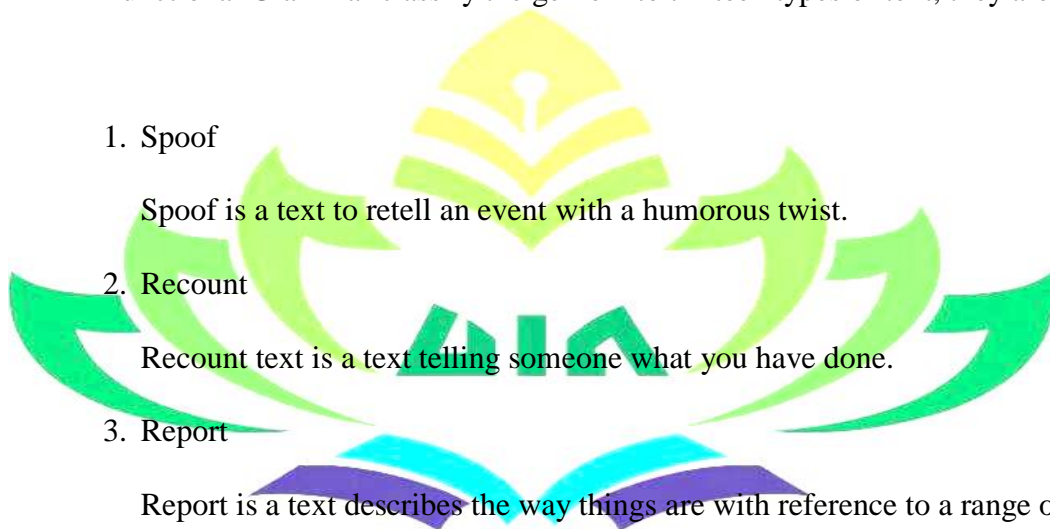 1. Spoof
Spoof is a text to retell an event with a humorous twist.
2. Recount
Recount text is a text telling someone what you have done.
3. Report
Report is a text describes the way things are with reference to a range